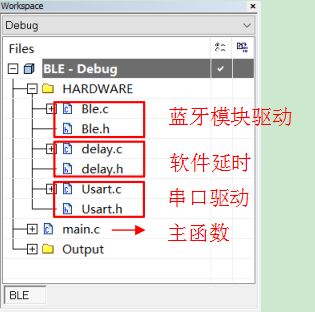 Workspace
Debug
Files
BLE - Debug
HARDWARE
Ble.c
Ble.h
蓝牙模块驱动
delay.c
delay.h
软件延时
Usart.c
Usart.h
串口驱动
main.c
主函数
Output
BLE